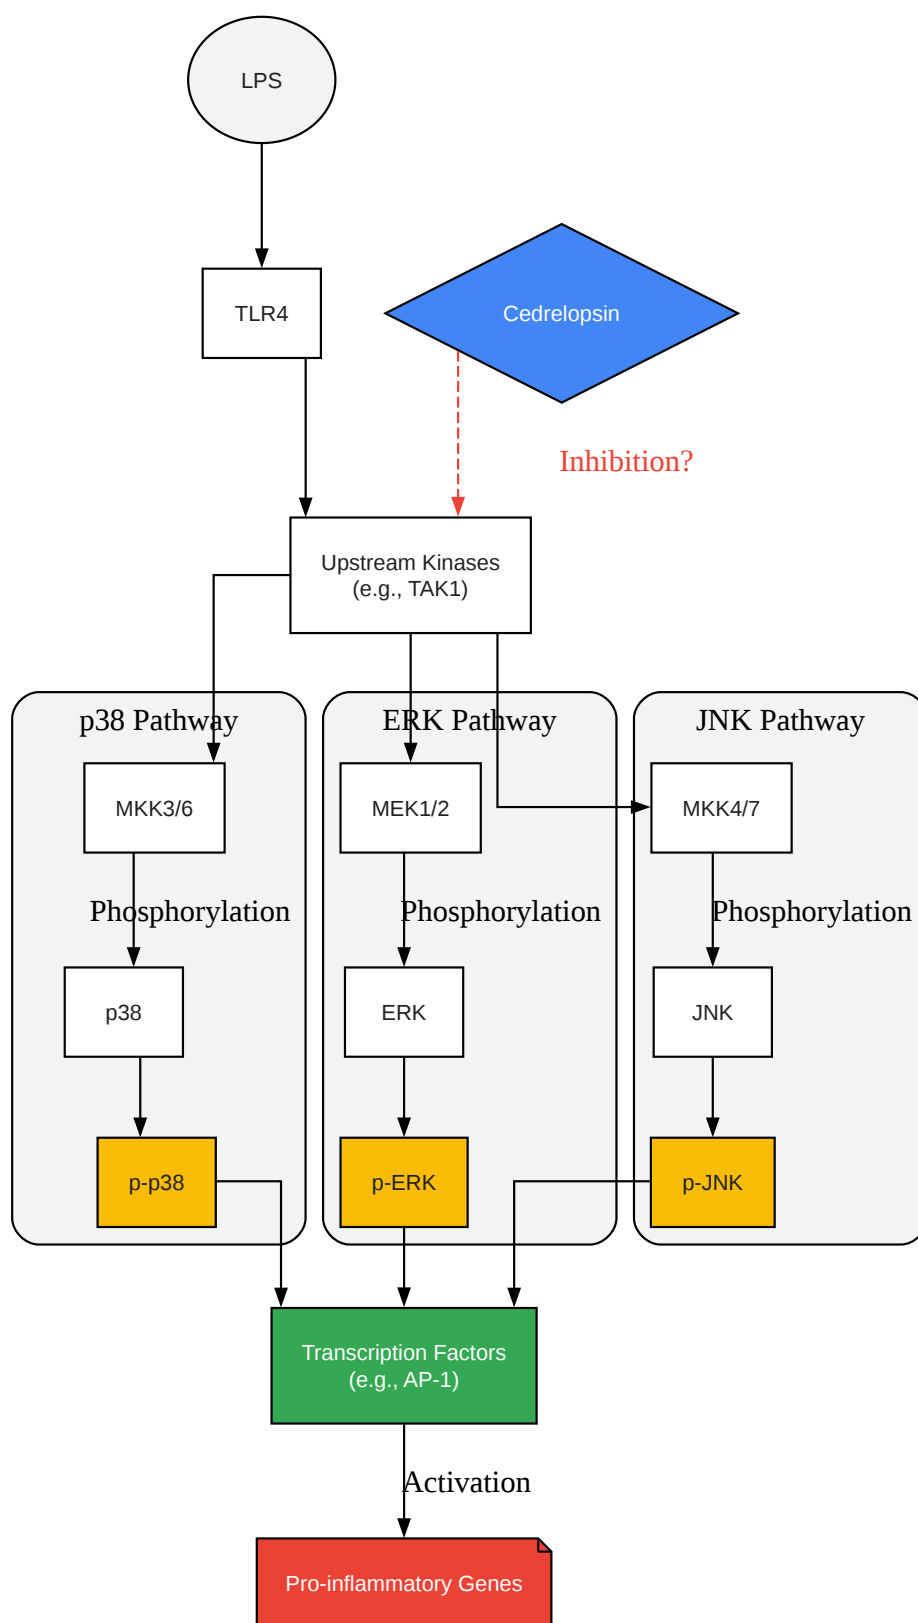 LPS
TLR4
Cedrelopsin
Inhibition?
Upstream Kinases
(e.g., TAK1)
p38 Pathway
ERK Pathway
JNK Pathway
MKK3/6
MEK1/2
MKK4/7
Phosphorylation
Phosphorylation
Phosphorylation
p38
ERK
JNK
p-p38
p-ERK
p-JNK
Transcription Factors
(e.g., AP-1)
Activation
Pro-inflammatory Genes